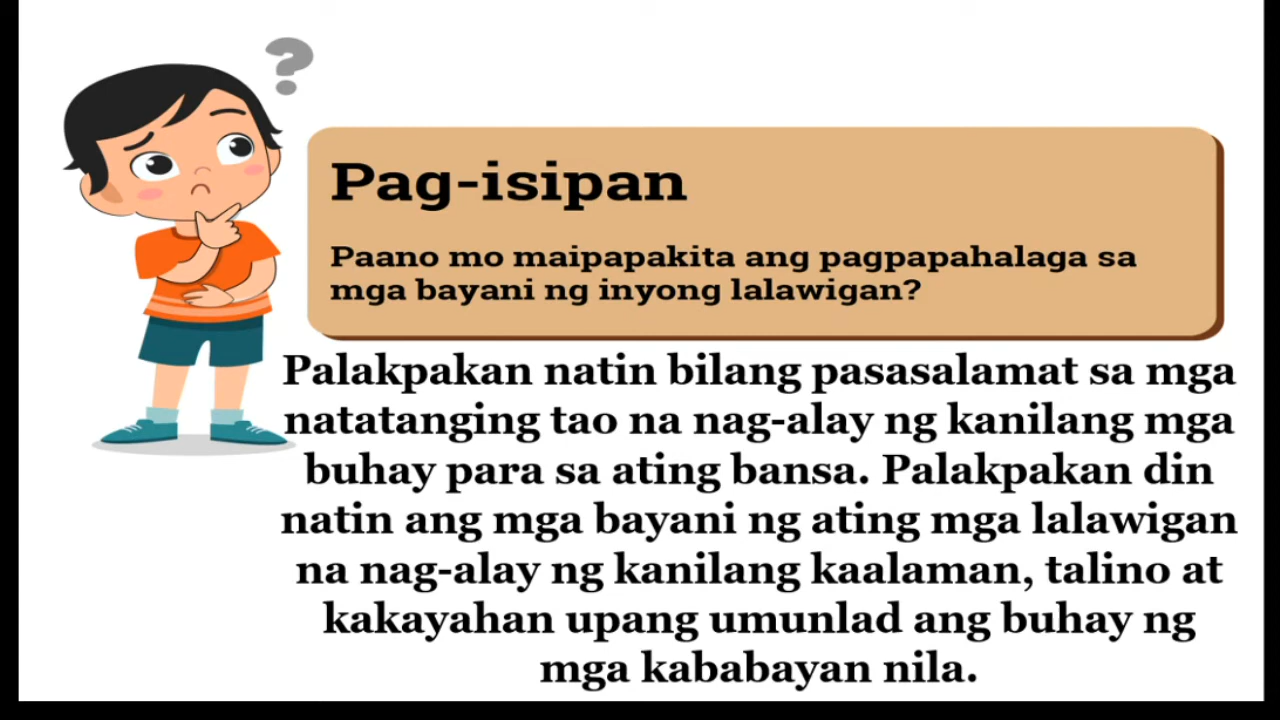 ?
Pag-isipan
Paano mo maipapakita ang pagpapahalaga sa
mga bayani ng inyong lalawigan?
Palakpakan natin bilang pasasalamat sa mga
natatanging tao na nag-alay ng kanilang mga
buhay para sa ating bansa. Palakpakan din
natin ang mga bayani ng ating mga lalawigan
na nag-alay ng kanilang kaalaman, talino at
kakayahan upang umunlad ang buhay ng
mga kababayan nila.